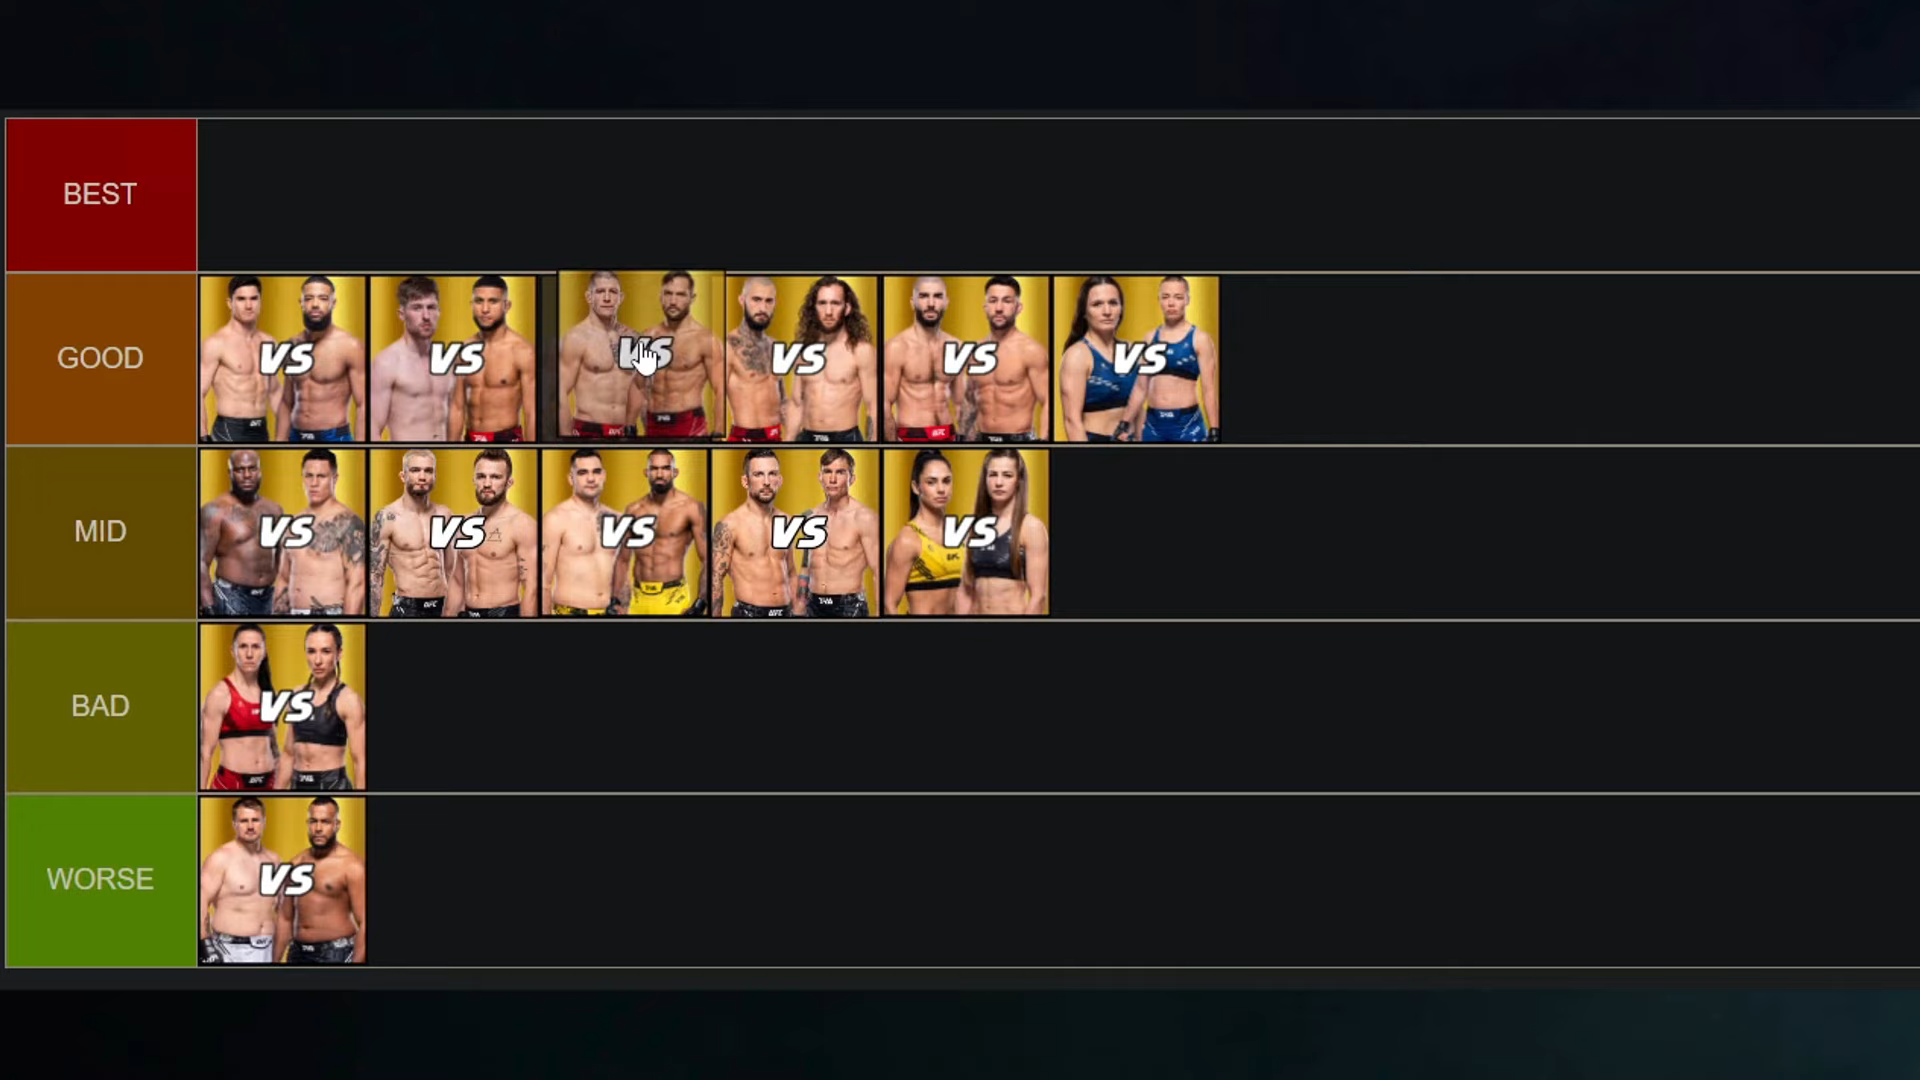 BEST
GOOD
VS VS VS VS VS VS
MID
VS VS VS VS VS
BAD
VS
WORSE
VS